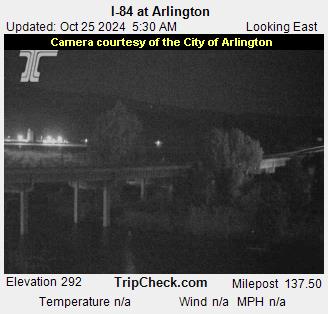 I-84 at Arlington
Updated: Oct 25 2024 5:30 AM Looking East
Camera courtesy of the City of Arlington
Elevation 292 TripCheck.com Milepost 137.50
Temperature n/a Wind n/a MPH n/a